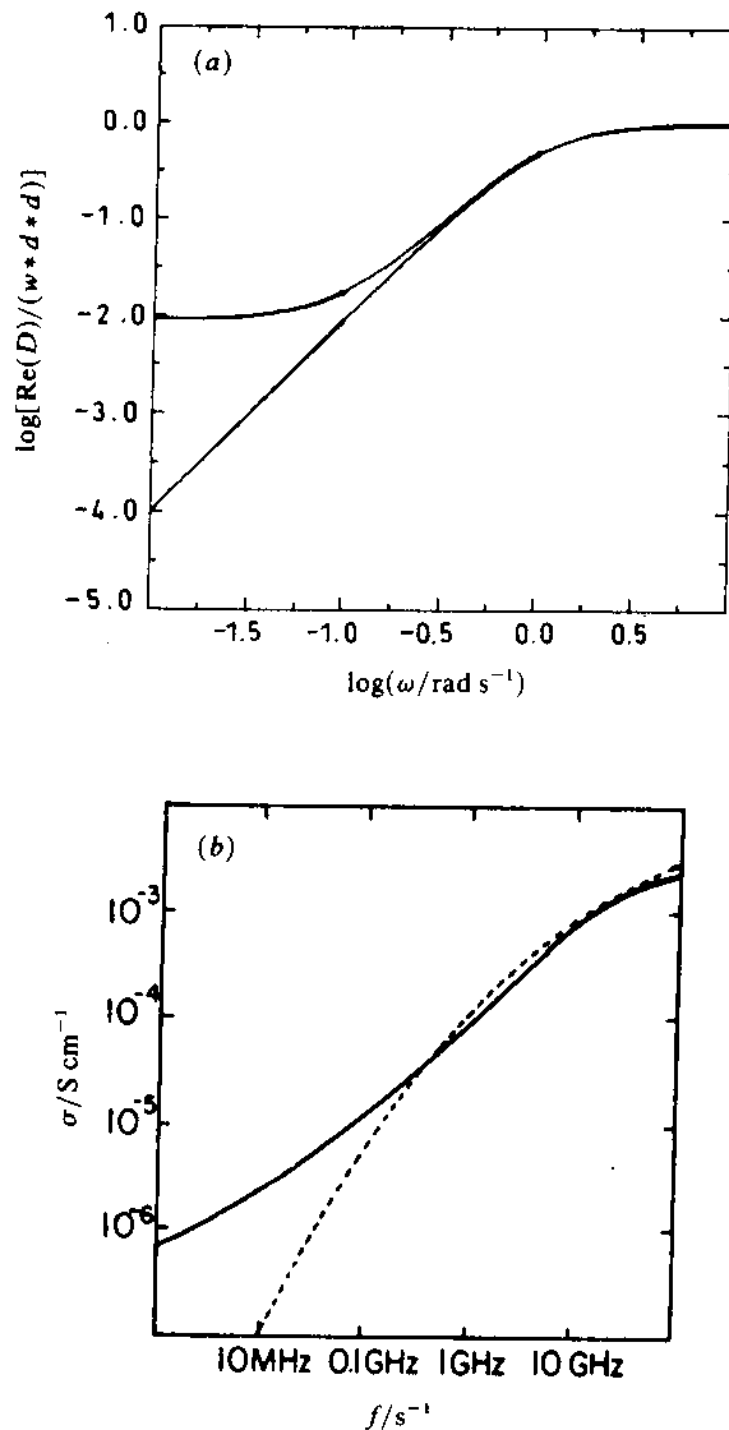 1.0
(a)
0.0
-1.0
-2.0
-3.0
-4.0
-5.0
log[Re(D)/(w*d*d)]
-1.5 -1.0 -0.5 0.0 0.5
log(ω/rad s⁻¹)
(b)
10⁻³
10⁻⁴
10⁻⁵
10⁻⁶
σ/S cm⁻¹
10MHz 0.1GHz 1GHz 10GHz
f/s⁻¹